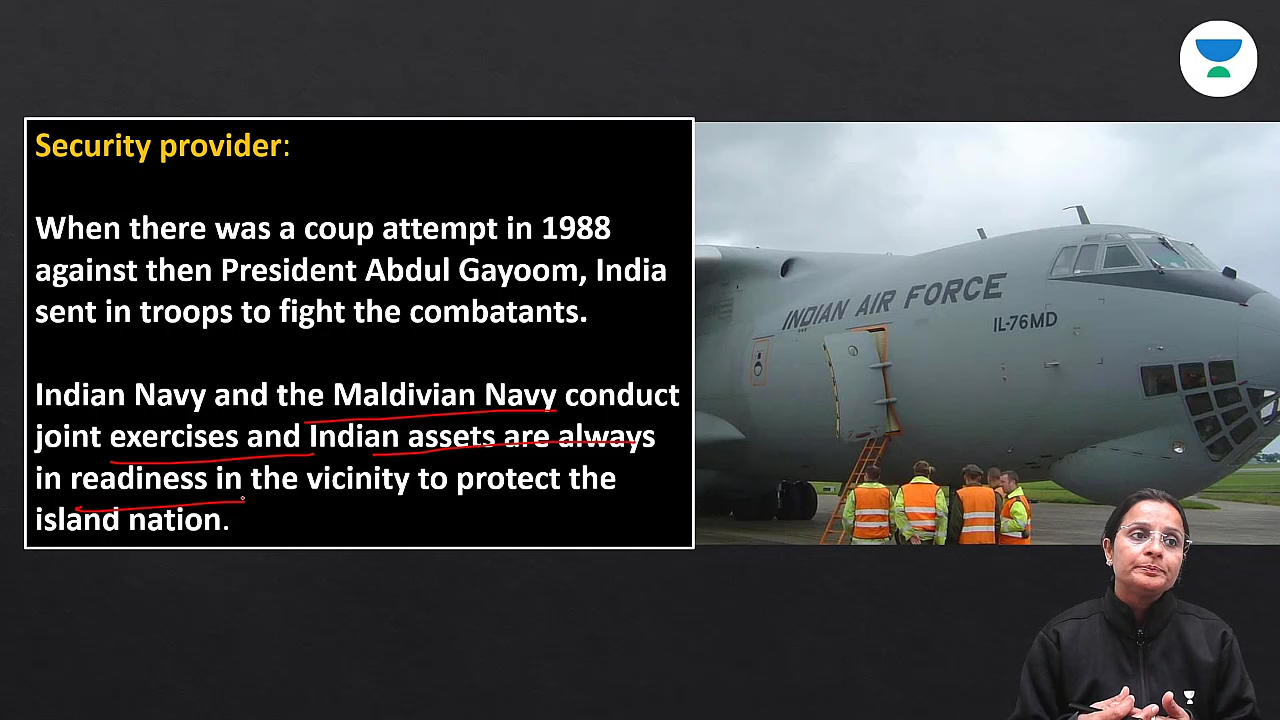 Security provider:
When there was a coup attempt in 1988
against then President Abdul Gayoom, India
sent in troops to fight the combatants.
Indian Navy and the Maldivian Navy conduct
joint exercises and Indian assets are always
in readiness in the vicinity to protect the
island nation.
INDIAN AIR FORCE
IL-76MD